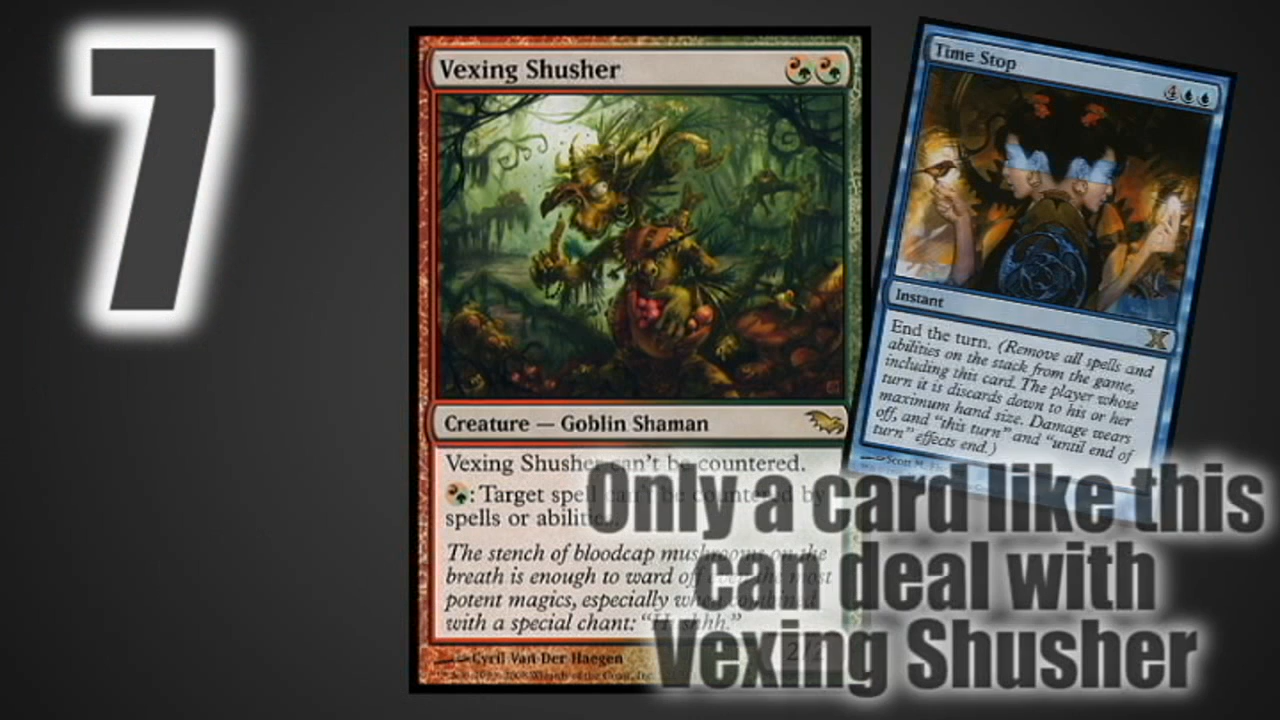 7
Vexing Shusher
Creature — Goblin Shaman
Vexing Shusher can't be countered.
: Target spell can't be countered by
spells or abilities.
The stench of bloodcap mushrooms on the
breath is enough to ward off even the most
potent magics, especially when combined
with a special chant: "Hushhh."
Cyril Van Der Haegen
2/2
Time Stop
4
Instant
End the turn. (Remove all spells and
abilities on the stack from the game,
including this card. The player whose
turn it is discards down to his or her
maximum hand size. Damage wears
off, and "this turn" and "until end of
turn" effects end.)
Scott M.
Only a card like this
can deal with
Vexing Shusher